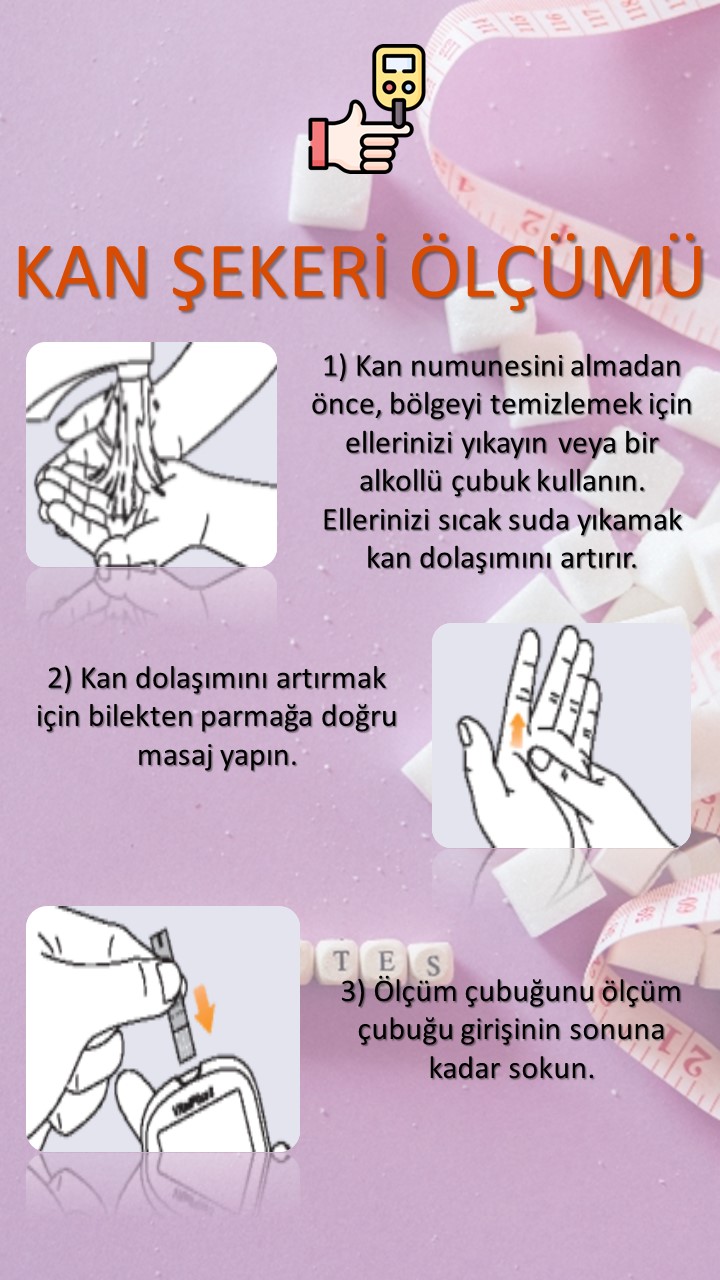 KAN ŞEKERİ ÖLÇÜMÜ
1) Kan numunesini almadan
önce, bölgeyi temizlemek için
ellerinizi yıkayın veya bir
alkollü çubuk kullanın.
Ellerinizi sıcak suda yıkamak
kan dolaşımını artırır.
2) Kan dolaşımını artırmak
için bilekten parmağa doğru
masaj yapın.
T E S
3) Ölçüm çubuğunu ölçüm
çubuğu girişinin sonuna
kadar sokun.